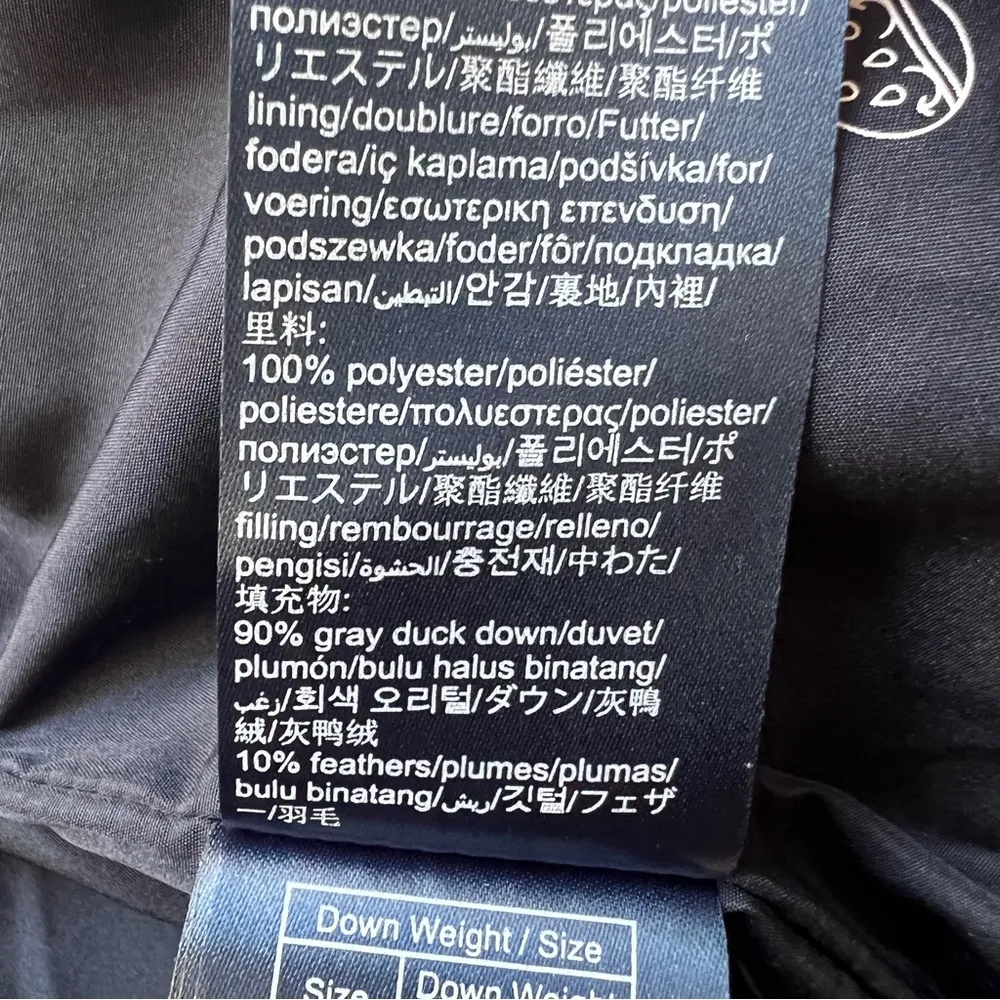 полиэстер/بوليستر/폴리에스터/ポ
リエステル/聚酯纖維/聚酯纤维
lining/doublure/forro/Futter/
fodera/iç kaplama/podšívka/for/
voering/εσωτερικη επενδυση/
podszewka/foder/fôr/подкладка/
lapisan/التبطين/안감/裏地/內裡/
里料:
100% polyester/poliéster/
poliestere/πολυεστερας/poliester/
полиэстер/بوليستر/폴리에스터/ポ
リエステル/聚酯纖維/聚酯纤维
filling/rembourrage/relleno/
pengisi/الحشوة/충전재/中わた/
填充物:
90% gray duck down/duvet/
plumón/bulu halus binatang/
زغب/회색 오리털/ダウン/灰鴨
絨/灰鸭绒
10% feathers/plumes/plumas/
bulu binatang/ريش/깃털/フェザ
ー/羽毛
Down Weight / Size
Size Down Weight